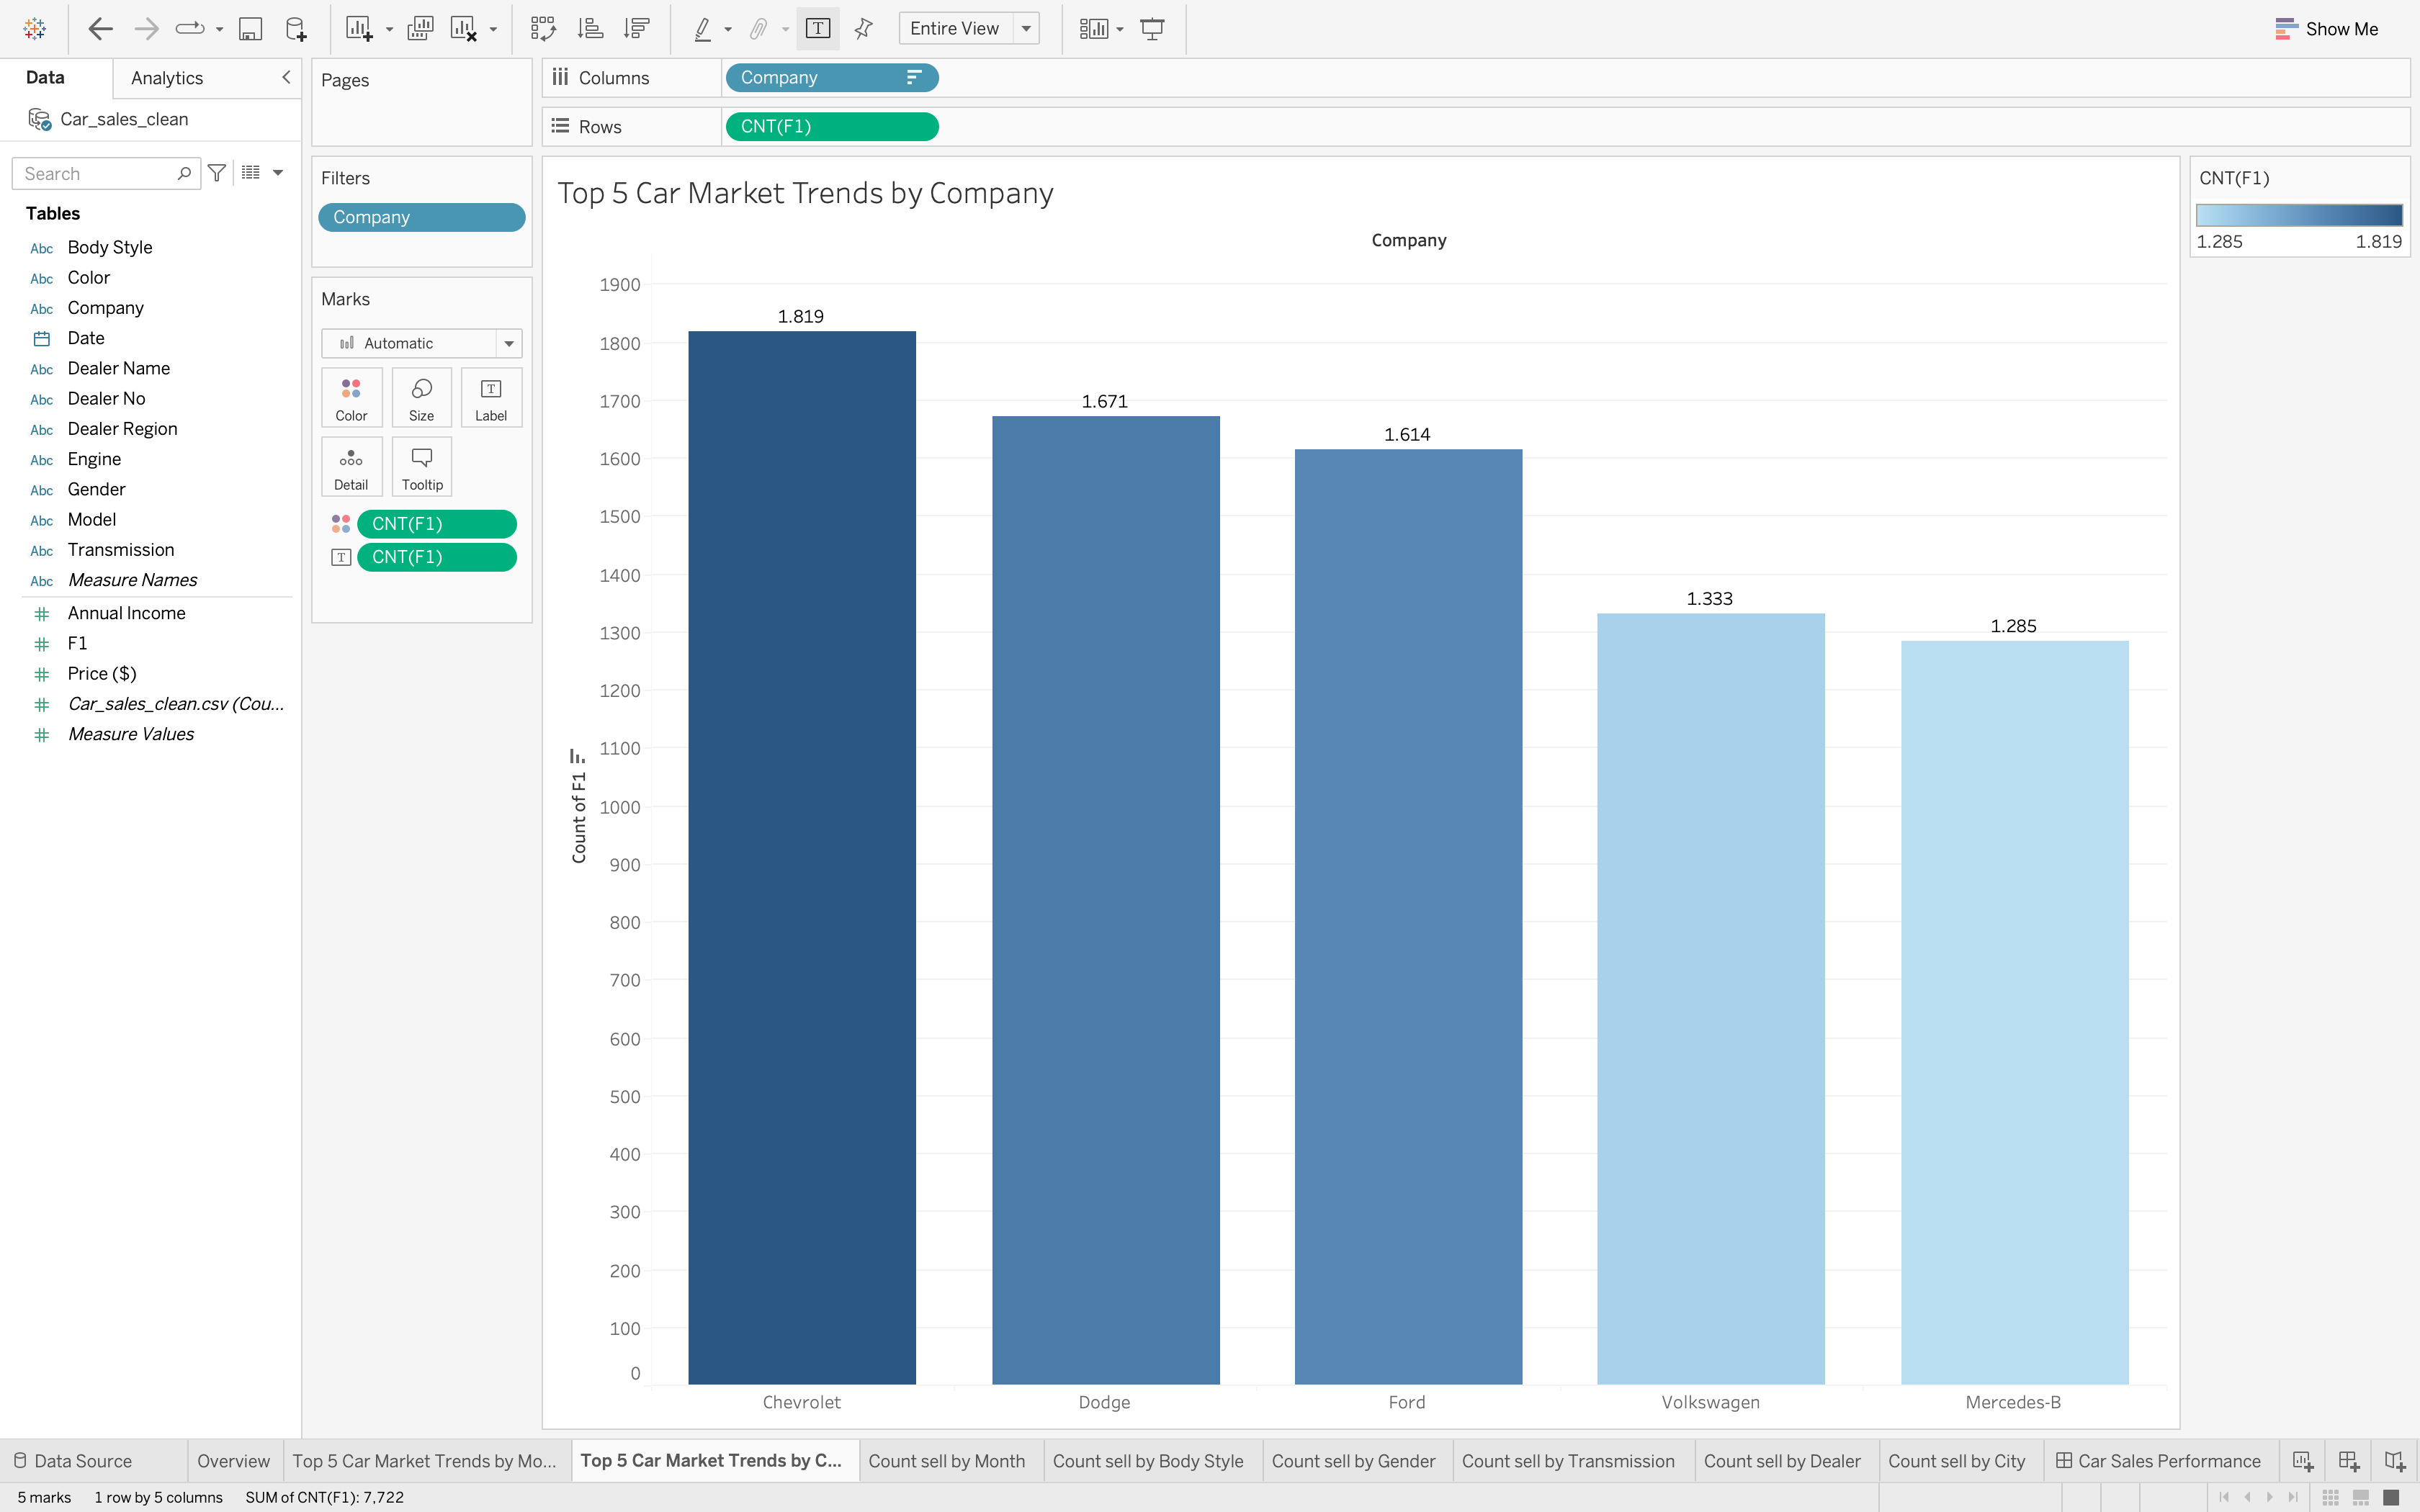 Entire View
Show Me
Data
Analytics
Car_sales_clean
Search
Tables
Abc Body Style
Abc Color
Abc Company
Date
Abc Dealer Name
Abc Dealer No
Abc Dealer Region
Abc Engine
Abc Gender
Abc Model
Abc Transmission
Abc Measure Names
Annual Income
F1
Price ($)
Car_sales_clean.csv (Cou...
Measure Values
Pages
Filters
Company
Marks
Automatic
Color
Size
Label
Detail
Tooltip
CNT(F1)
T CNT(F1)
Columns
Company
Rows
CNT(F1)
Top 5 Car Market Trends by Company
Company
Count of F1
1900
1800
1700
1600
1500
1400
1300
1200
1100
1000
900
800
700
600
500
400
300
200
100
0
1.819
1.671
1.614
1.333
1.285
Chevrolet
Dodge
Ford
Volkswagen
Mercedes-B
CNT(F1)
1.285 1.819
Data Source
Overview
Top 5 Car Market Trends by Mo...
Top 5 Car Market Trends by C...
Count sell by Month
Count sell by Body Style
Count sell by Gender
Count sell by Transmission
Count sell by Dealer
Count sell by City
Car Sales Performance
5 marks 1 row by 5 columns SUM of CNT(F1): 7,722